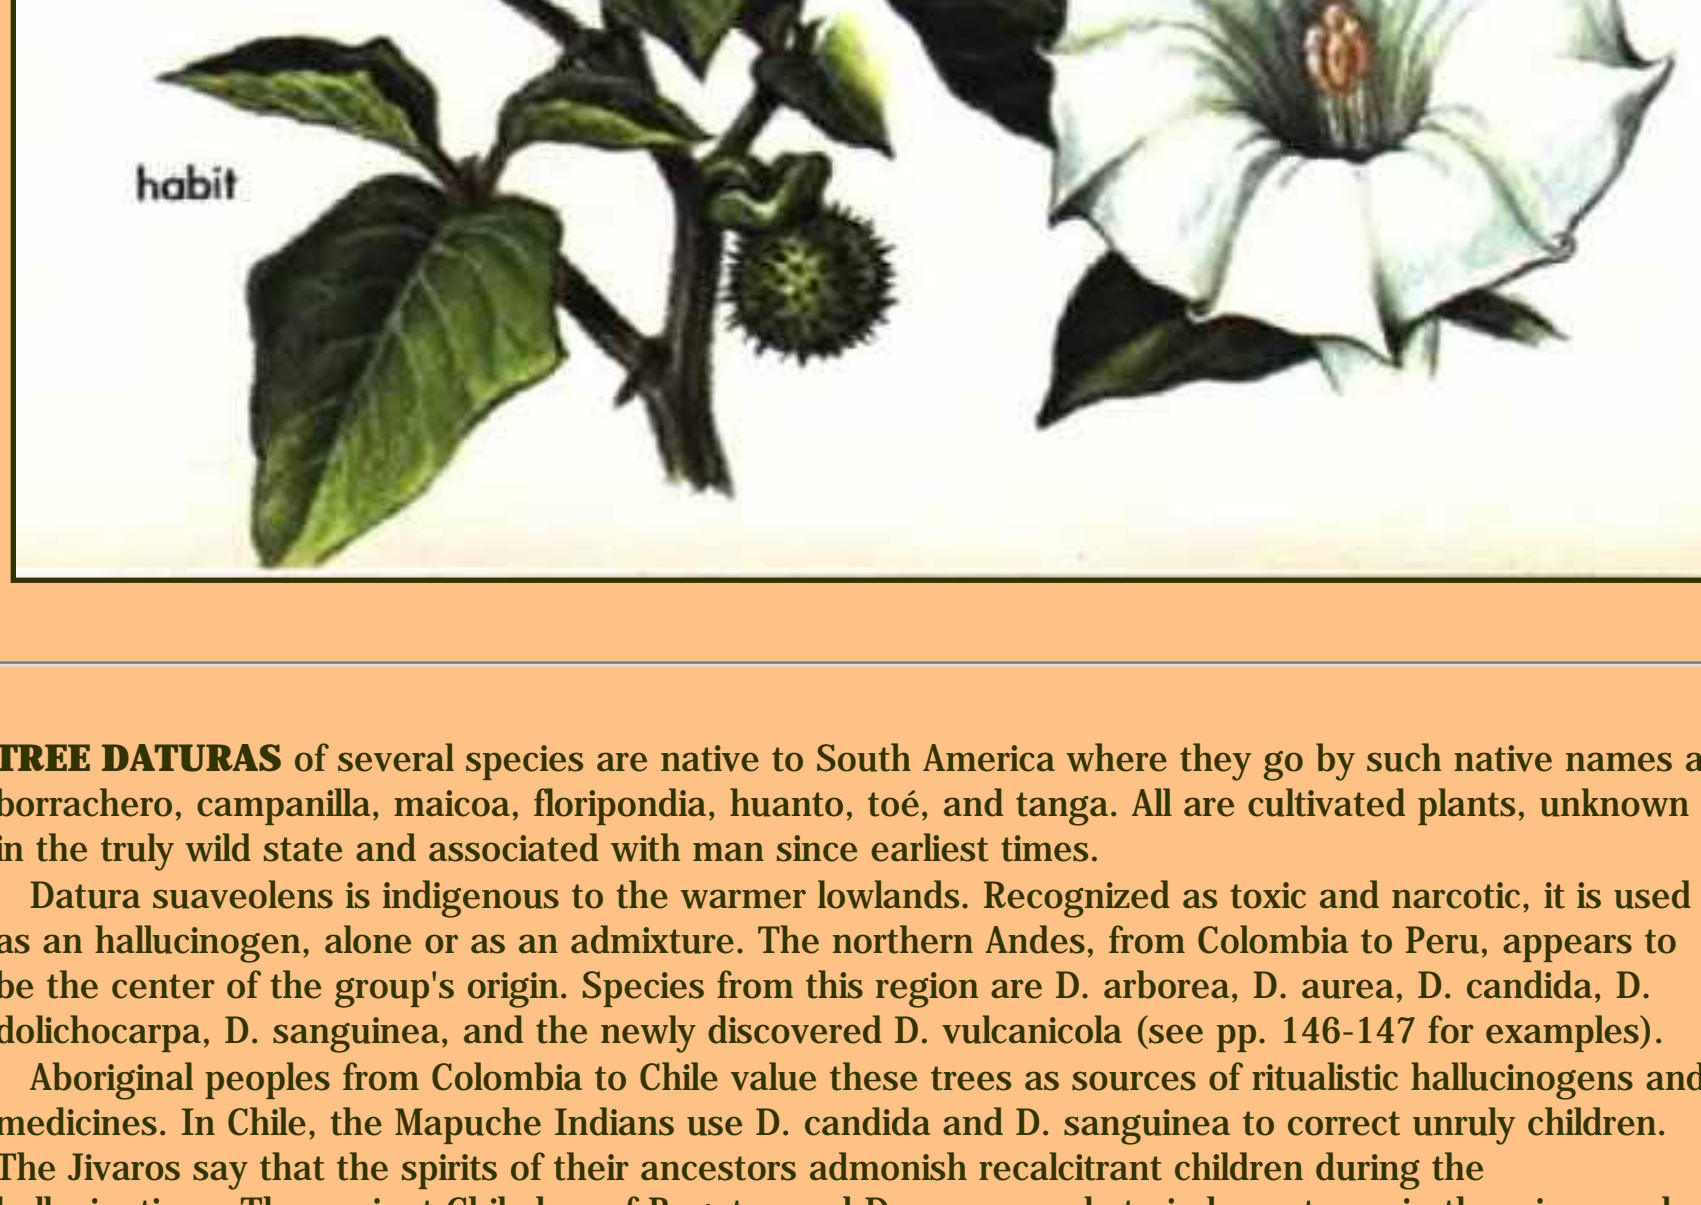 habit
TREE DATURAS of several species are native to South America where they go by such native names
borrachero, campanilla, maicoa, floripondia, huanto, toé, and tanga. All are cultivated plants, unknown
in the truly wild state and associated with man since earliest times.
Datura suaveolens is indigenous to the warmer lowlands. Recognized as toxic and narcotic, it is used
as an hallucinogen, alone or as an admixture. The northern Andes, from Colombia to Peru, appears to
be the center of the group's origin. Species from this region are D. arborea, D. aurea, D. candida, D.
dolichocarpa, D. sanguinea, and the newly discovered D. vulcanicola (see pp. 146-147 for examples).
Aboriginal peoples from Colombia to Chile value these trees as sources of ritualistic hallucinogens and
medicines. In Chile, the Mapuche Indians use D. candida and D. sanguinea to correct unruly children.
The Jivaros say that the spirits of their ancestors admonish recalcitrant children during the